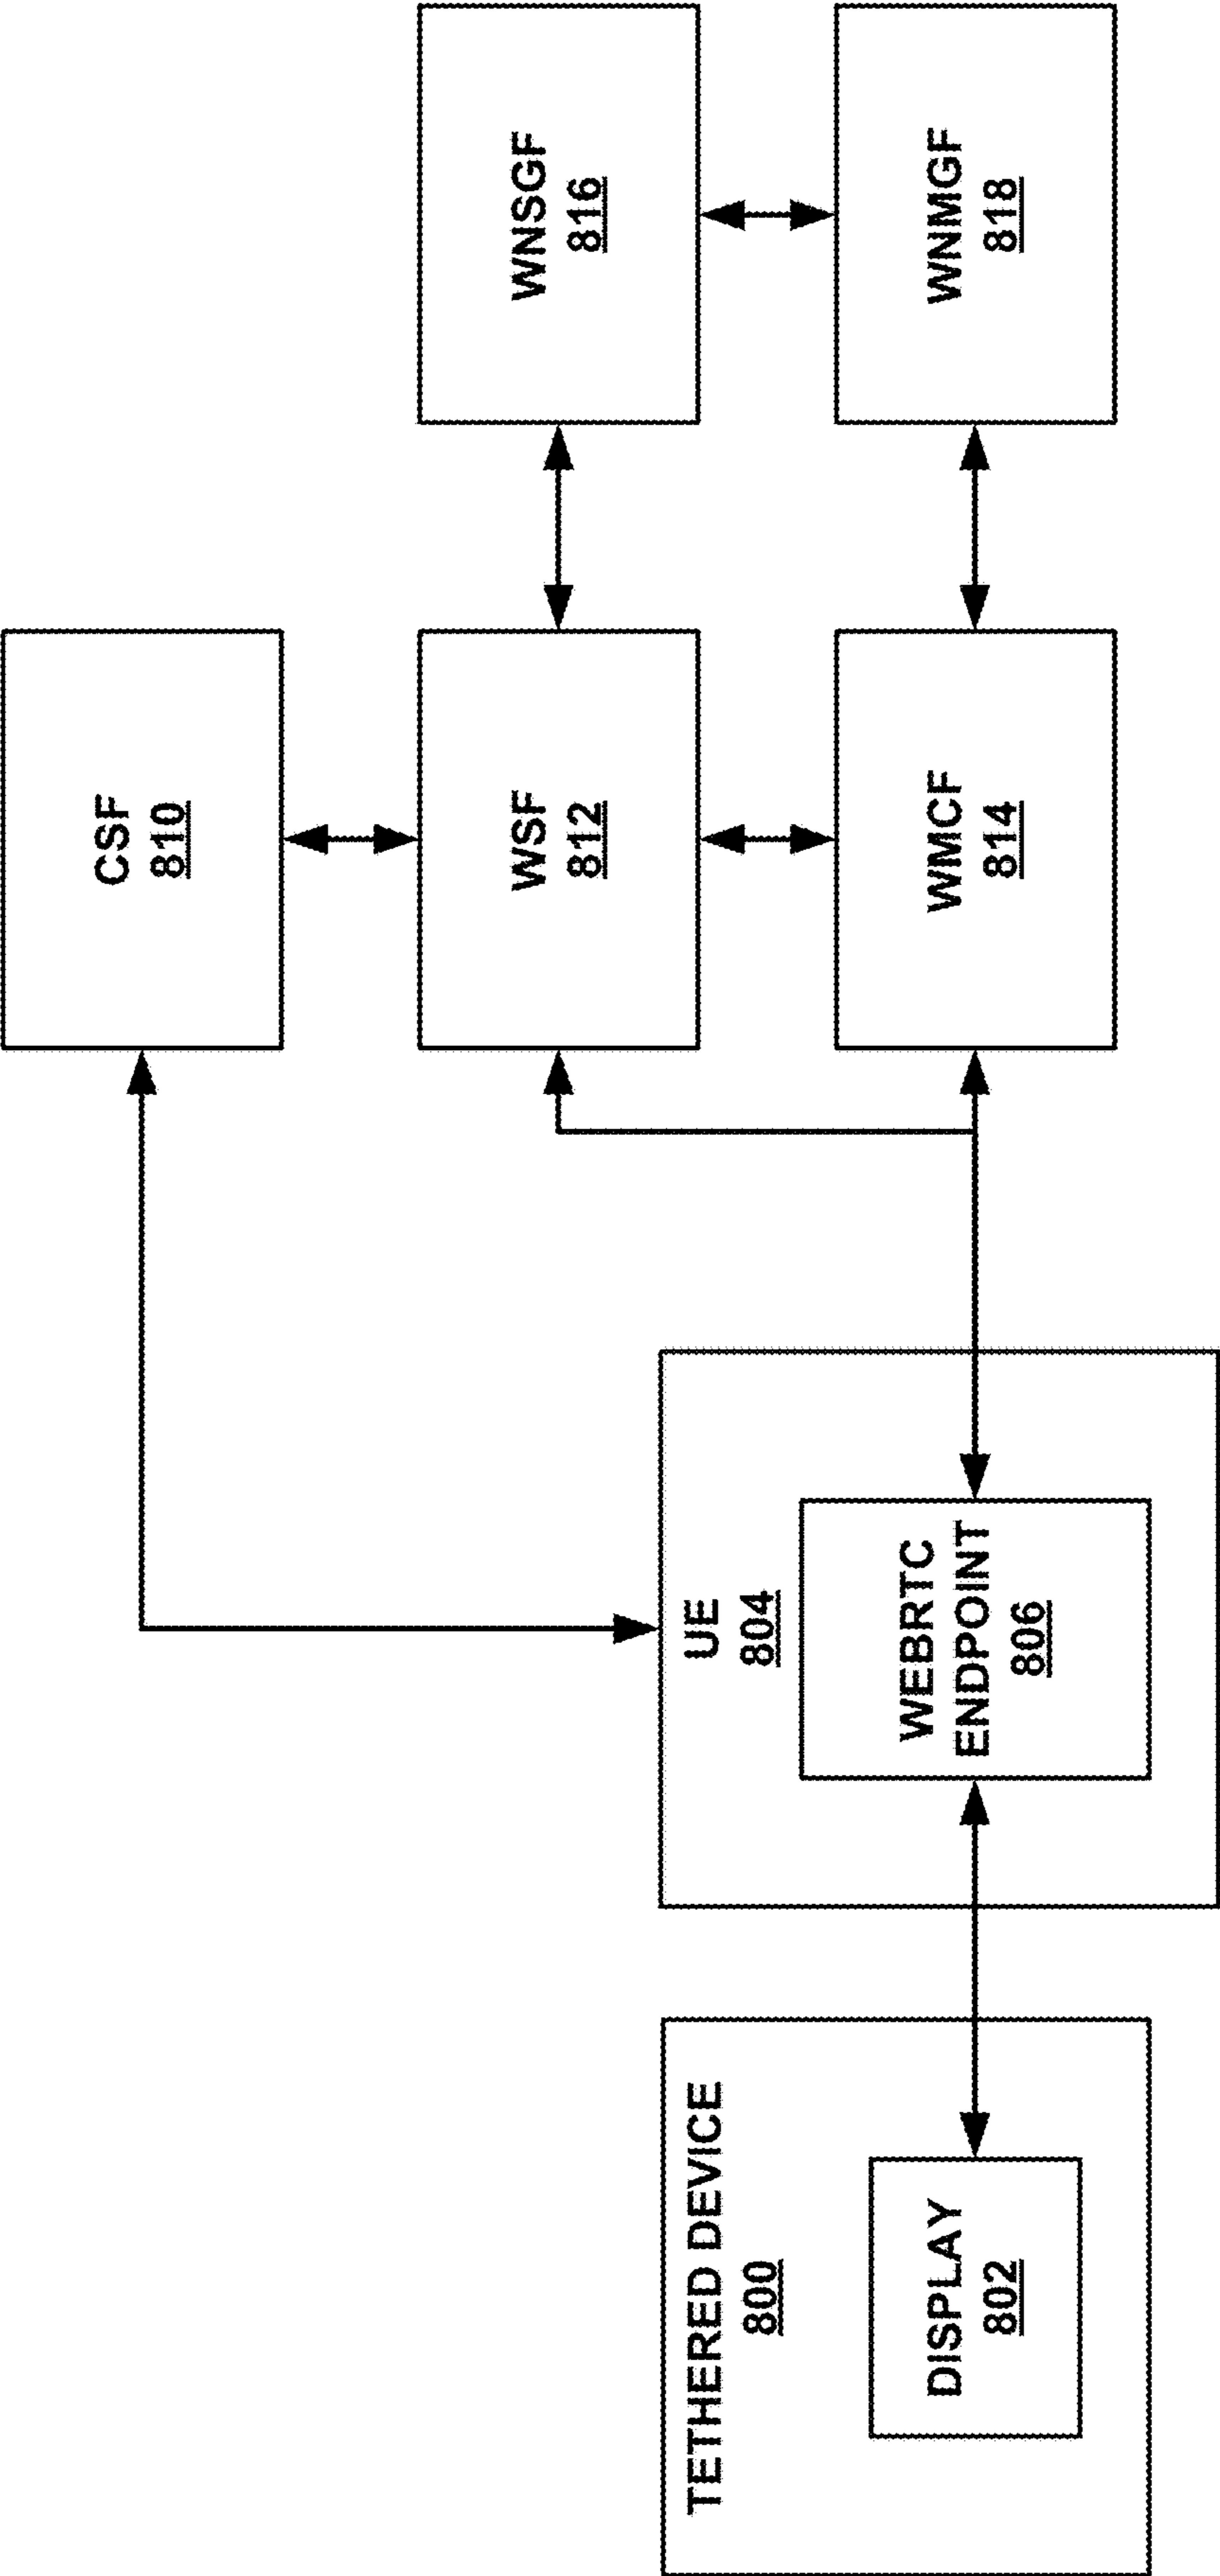 CSF
810
WSF
812
WNSGF
816
WMCF
814
WNMGF
818
TETHERED DEVICE
800
DISPLAY
802
UE
804
WEBRTC
ENDPOINT
806